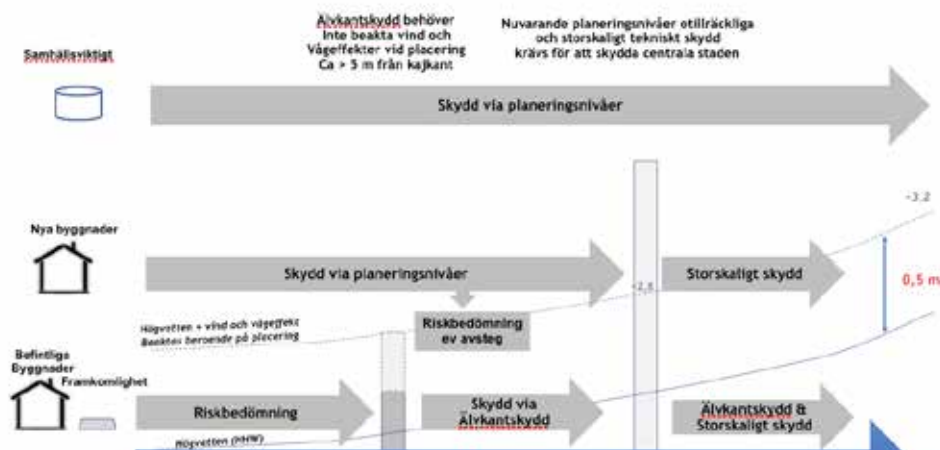 Älvkantskydd behöver
Inte beakta vind och
Vågeffekter vid placering
Ca > 5 m från kajkant
Nuvarande planeringsnivåer otillräckliga
och storskaligt tekniskt skydd
krävs för att skydda centrala staden
Samhällsviktigt
Skydd via planeringsnivåer
~3,2
Nya byggnader
Skydd via planeringsnivåer
Storskaligt skydd
0,5 m
Högvatten + vind och vågeffekt
Beaktas beroende på placering
Riskbedömning
ev avsteg
Befintliga
Byggnader
Framkomlighet
Riskbedömning
Skydd via
Älvkantskydd
Älvkantskydd &
Storskaligt skydd
Högvatten (HHW)